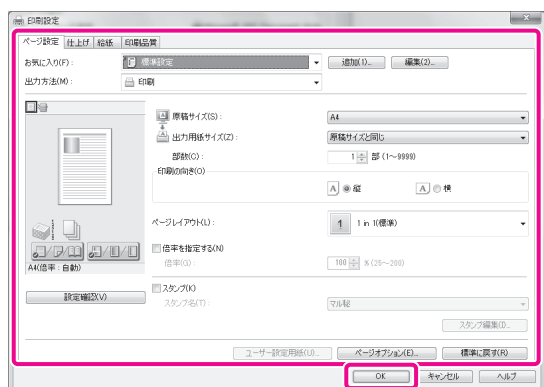 印刷設定
ページ設定 仕上げ 給紙 印刷品質
お気に入り(F): 標準設定 追加(1)... 編集(2)...
出力方法(M): 印刷
原稿サイズ(S): A4
出力用紙サイズ(Z): 原稿サイズと同じ
部数(C): 1 部 (1~9999)
印刷の向き(O)
A 縦 A 横
ページレイアウト(L): 1 1 in 1(標準)
倍率を指定する(N)
倍率(G): 100 % (25~200)
A4(倍率:自動)
設定確認(V)
スタンプ(K)
スタンプ名(T): マル秘
スタンプ編集(D)...
ユーザー設定用紙(U)... ページオプション(E)... 標準に戻す(R)
OK キャンセル ヘルプ